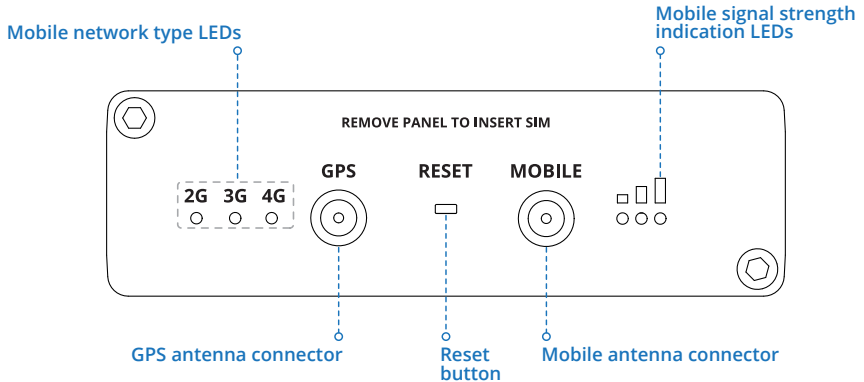 Mobile signal strength
indication LEDs
Mobile network type LEDs
REMOVE PANEL TO INSERT SIM
GPS RESET MOBILE
2G 3G 4G
GPS antenna connector
Reset
button
Mobile antenna connector